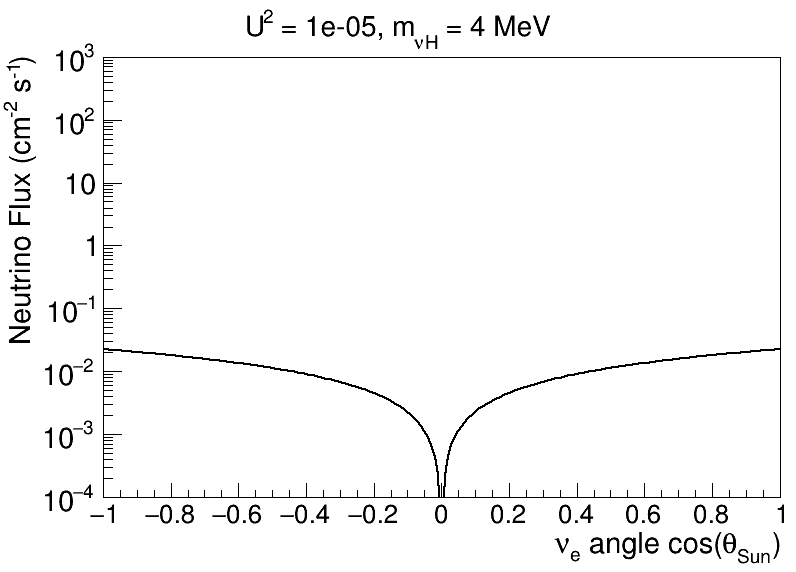 U² = 1e-05, m_νH = 4 MeV
Neutrino Flux (cm⁻² s⁻¹)
10³
10²
10
1
10⁻¹
10⁻²
10⁻³
10⁻⁴
−1 −0.8 −0.6 −0.4 −0.2 0 0.2 0.4 0.6 0.8 1
ν_e angle cos(θ_Sun)